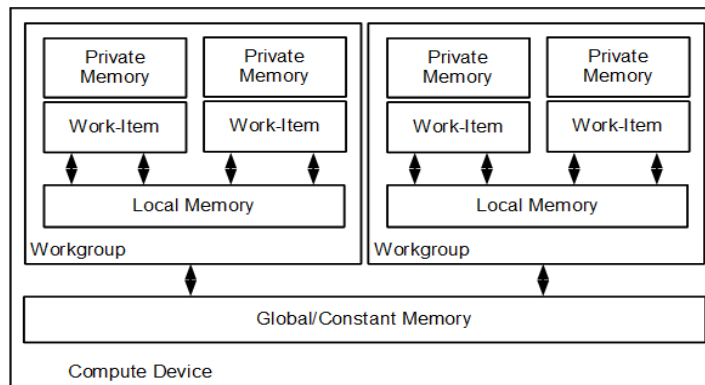 Private
Memory
Private
Memory
Private
Memory
Private
Memory
Work-Item
Work-Item
Work-Item
Work-Item
Local Memory
Local Memory
Workgroup
Workgroup
Global/Constant Memory
Compute Device